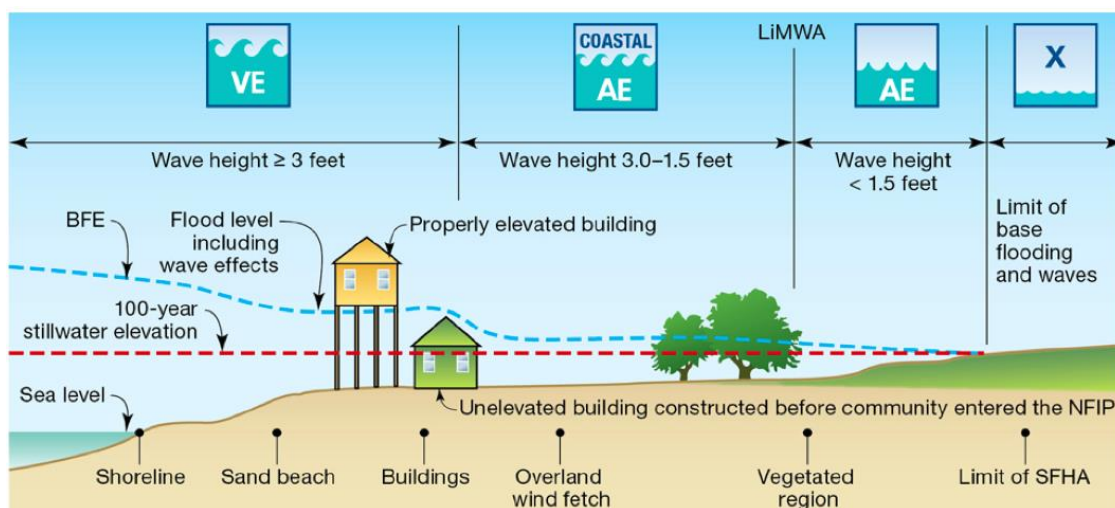 VE
COASTAL
AE
LiMWA
AE
X
Wave height ≥ 3 feet
Wave height 3.0–1.5 feet
Wave height
< 1.5 feet
BFE
Flood level
including
wave effects
Properly elevated building
Limit of
base
flooding
and waves
100-year
stillwater elevation
Sea level
Unelevated building constructed before community entered the NFIP
Shoreline
Sand beach
Buildings
Overland
wind fetch
Vegetated
region
Limit of SFHA